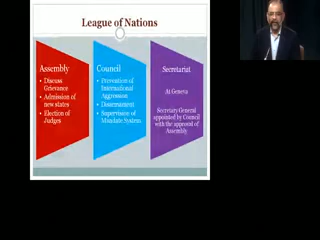 League of Nations
Assembly
• Discuss
Grievance
• Admission of
new states
• Election of
Judges
Council
• Prevention of
International
Aggression
• Disarmament
• Supervision of
Mandate System
Secretariat
At Geneva
Secretary General
appointed by Council
with the approval of
Assembly